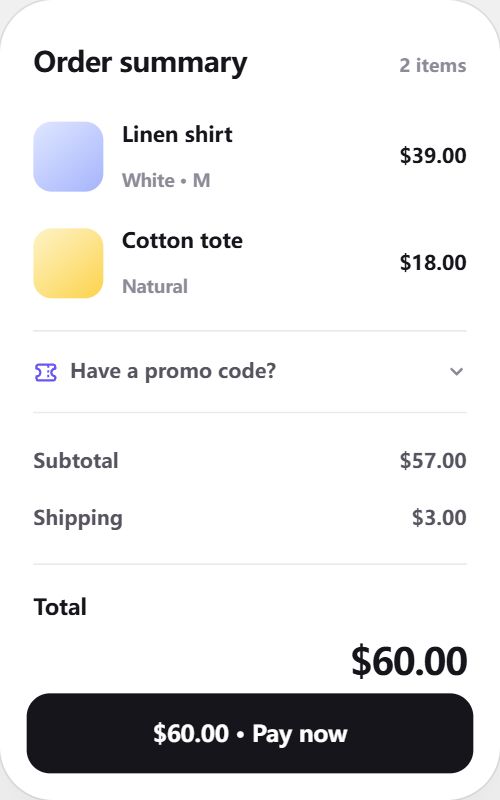 Order summary
2 items
Linen shirt
White • M
$39.00
Cotton tote
Natural
$18.00
Have a promo code?
Subtotal
$57.00
Shipping
$3.00
Total
$60.00
$60.00 • Pay now